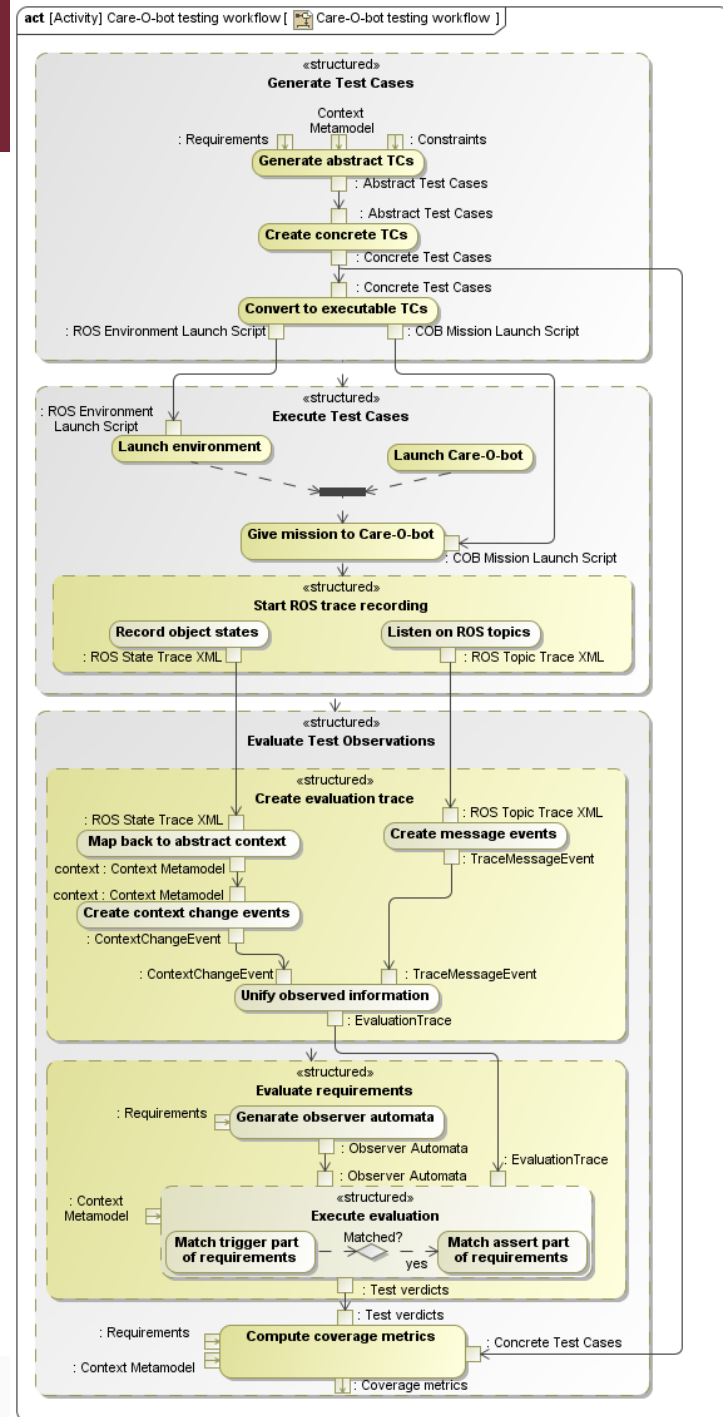 act [Activity] Care-O-bot testing workflow [ Care-O-bot testing workflow ]
«structured»
Generate Test Cases
Context
Metamodel
: Requirements
: Constraints
Generate abstract TCs
: Abstract Test Cases
: Abstract Test Cases
Create concrete TCs
: Concrete Test Cases
: Concrete Test Cases
Convert to executable TCs
: ROS Environment Launch Script
: COB Mission Launch Script
«structured»
Execute Test Cases
: ROS Environment
Launch Script
Launch environment
Launch Care-O-bot
Give mission to Care-O-bot
: COB Mission Launch Script
«structured»
Start ROS trace recording
Record object states
Listen on ROS topics
: ROS State Trace XML
: ROS Topic Trace XML
«structured»
Evaluate Test Observations
«structured»
Create evaluation trace
: ROS State Trace XML
: ROS Topic Trace XML
Map back to abstract context
Create message events
context : Context Metamodel
: TraceMessageEvent
context : Context Metamodel
Create context change events
: ContextChangeEvent
: ContextChangeEvent
: TraceMessageEvent
Unify observed information
: EvaluationTrace
«structured»
Evaluate requirements
: Requirements
Genarate observer automata
: Observer Automata
: EvaluationTrace
: Observer Automata
«structured»
: Context
Metamodel
Execute evaluation
Match trigger part
of requirements
Matched?
yes
Match assert part
of requirements
: Test verdicts
: Test verdicts
: Requirements
Compute coverage metrics
: Concrete Test Cases
: Context Metamodel
: Coverage metrics